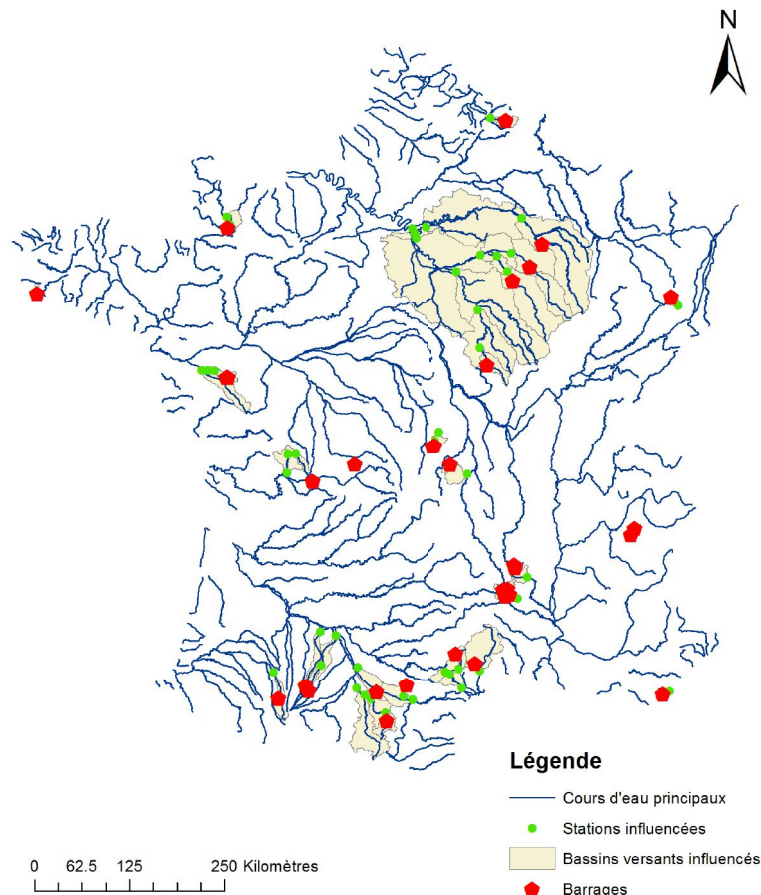 N
Légende
Cours d'eau principaux
Stations influencées
Bassins versants influencés
Barrages
0 62.5 125 250 Kilomètres